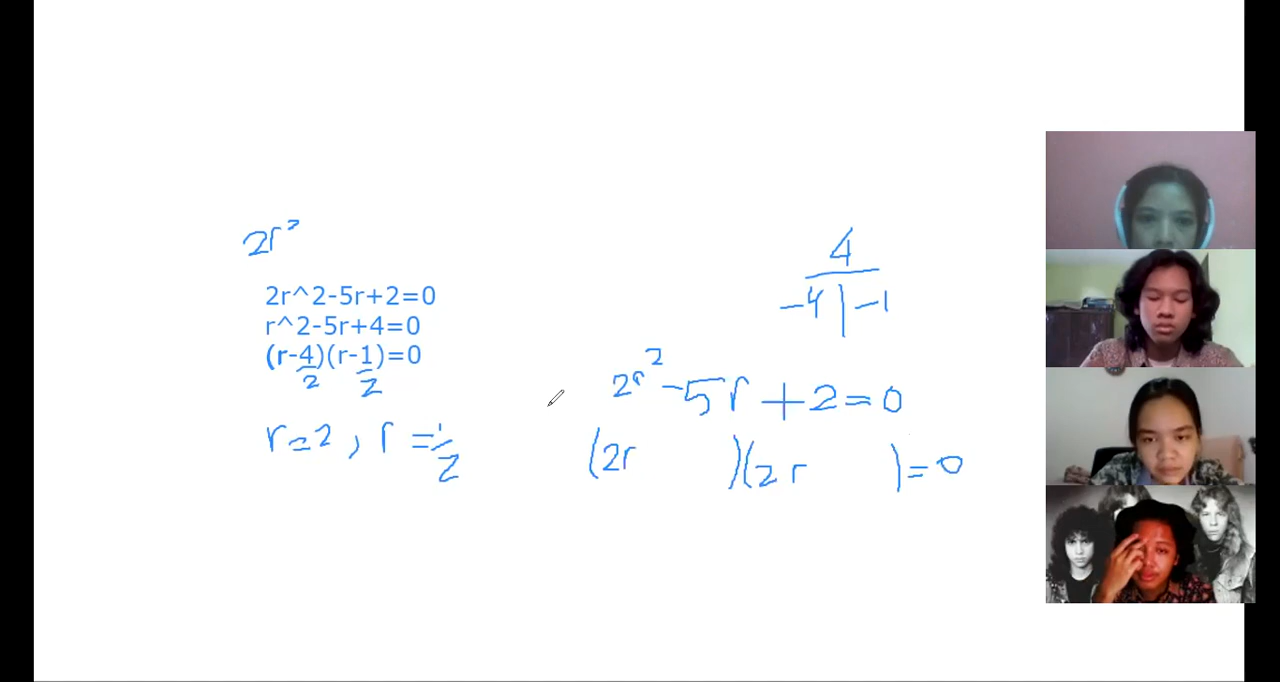 2r²
2r^2-5r+2=0
r^2-5r+4=0
(r-4)(r-1)=0
2 2
r=2, r=1/2
4
-4 | -1
2r²-5r+2=0
(2r )(2r )=0